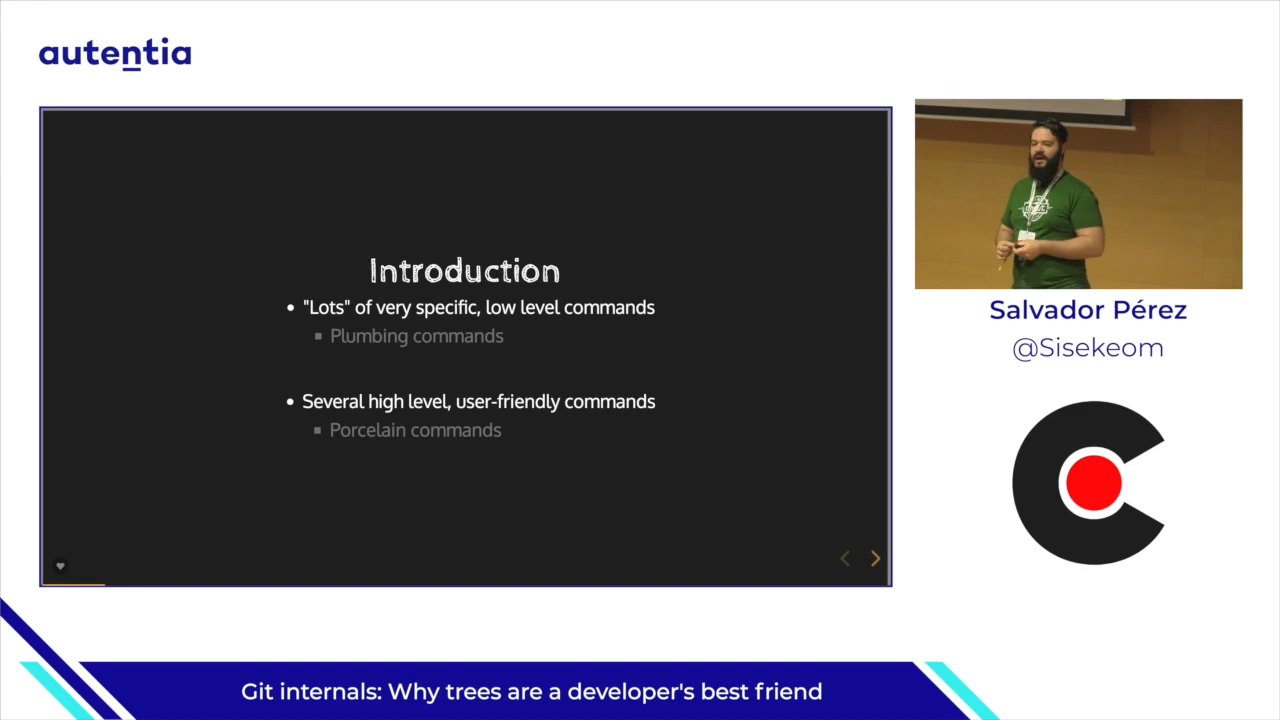 autentia
Introduction
"Lots" of very specific, low level commands
Plumbing commands
Several high level, user-friendly commands
Porcelain commands
Salvador Pérez
@Sisekeom
Git internals: Why trees are a developer's best friend